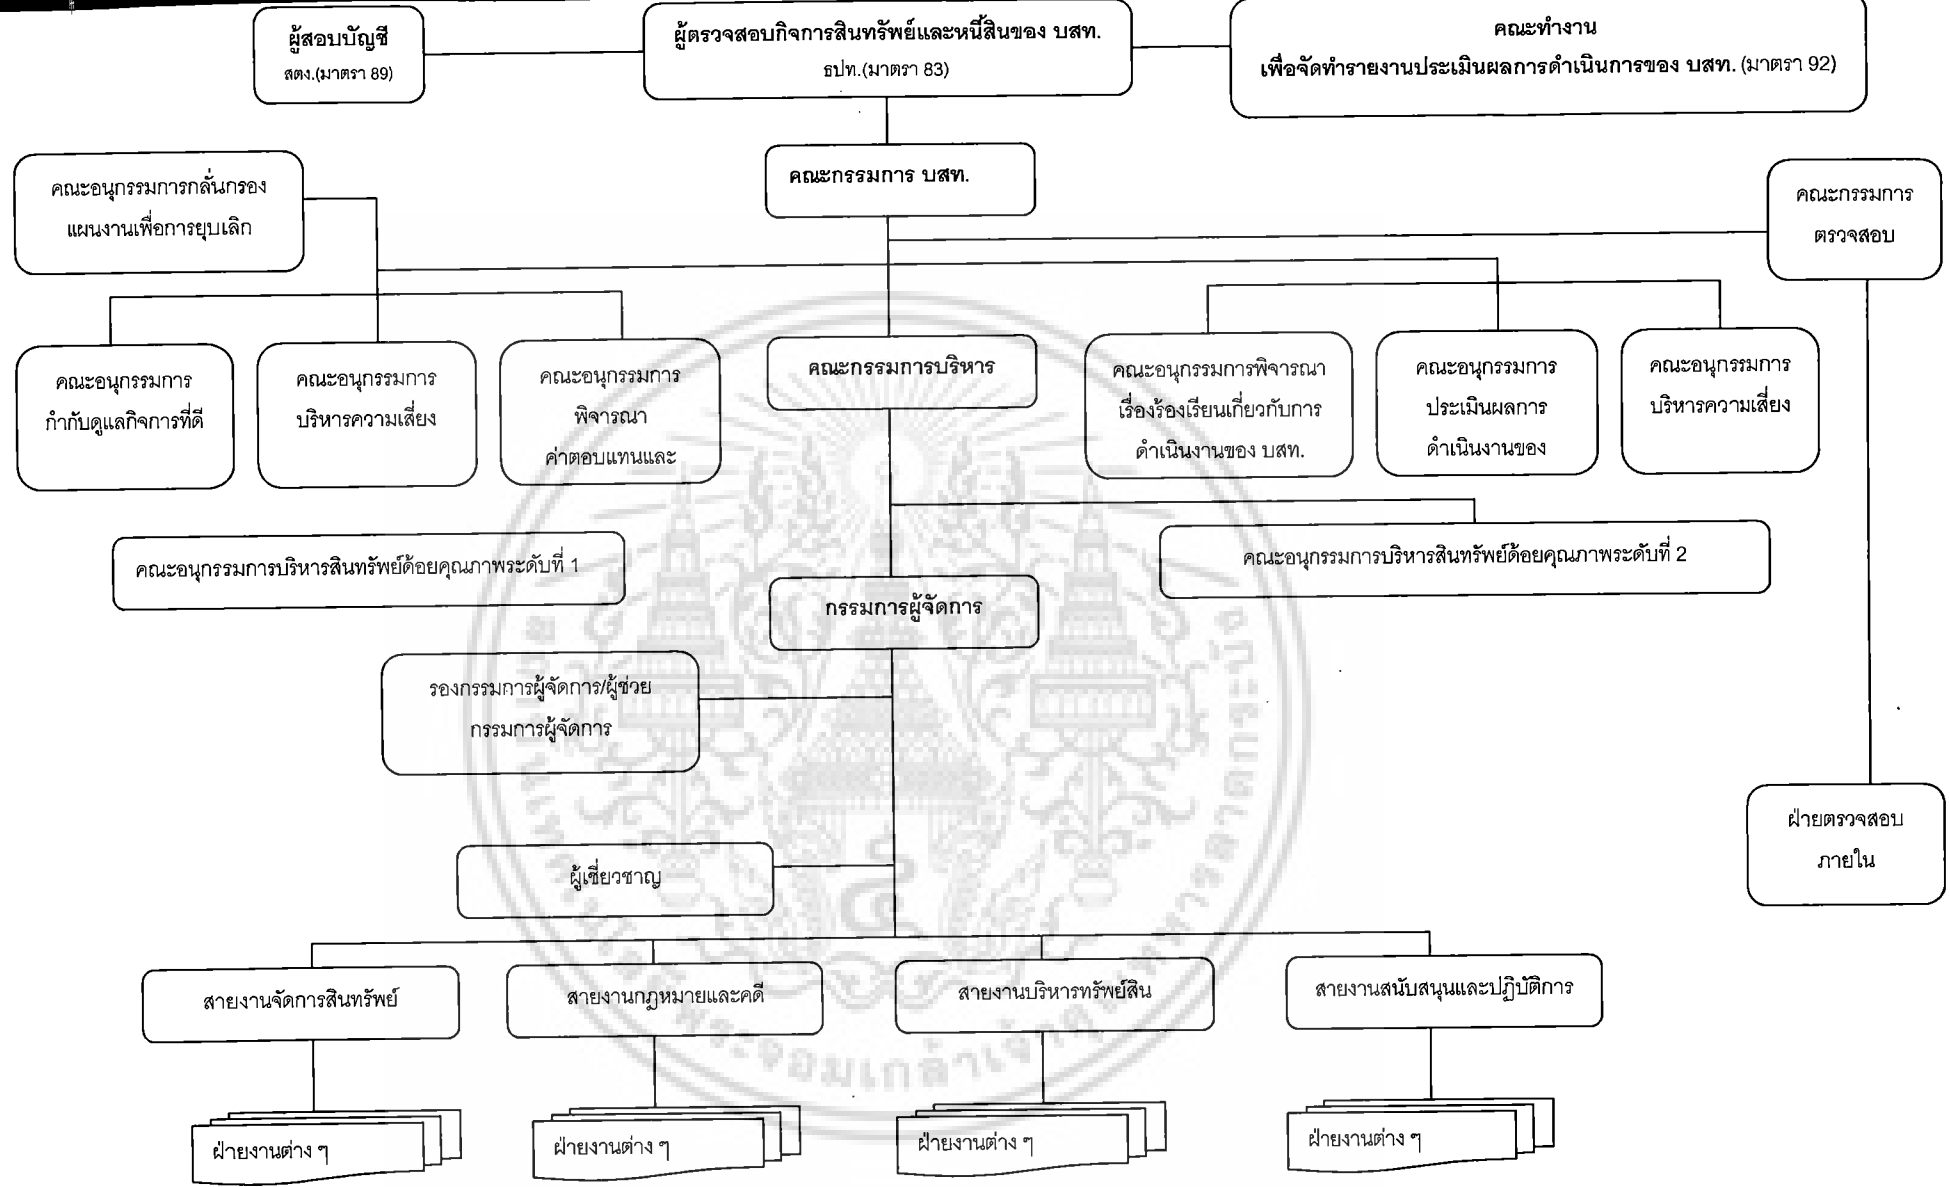 ผู้สอบบัญชี
สตง.(มาตรา 89)
ผู้ตรวจสอบกิจการสินทรัพย์และหนี้สินของ บสท.
ธปท.(มาตรา 83)
คณะทำงาน
เพื่อจัดทำรายงานประเมินผลการดำเนินการของ บสท. (มาตรา 92)
คณะอนุกรรมการกลั่นกรอง
แผนงานเพื่อการยุบเลิก
คณะกรรมการ บสท.
คณะกรรมการ
ตรวจสอบ
คณะอนุกรรมการ
กำกับดูแลกิจการที่ดี
คณะอนุกรรมการ
บริหารความเสี่ยง
คณะอนุกรรมการ
พิจารณา
ค่าตอบแทนและ
คณะกรรมการบริหาร
คณะอนุกรรมการพิจารณา
เรื่องร้องเรียนเกี่ยวกับการ
ดำเนินงานของ บสท.
คณะอนุกรรมการ
ประเมินผลการ
ดำเนินงานของ
คณะอนุกรรมการ
บริหารความเสี่ยง
คณะอนุกรรมการบริหารสินทรัพย์ด้อยคุณภาพระดับที่ 1
คณะอนุกรรมการบริหารสินทรัพย์ด้อยคุณภาพระดับที่ 2
กรรมการผู้จัดการ
รองกรรมการผู้จัดการ/ผู้ช่วย
กรรมการผู้จัดการ
ฝ่ายตรวจสอบ
ภายใน
ผู้เชี่ยวชาญ
สายงานจัดการสินทรัพย์
สายงานกฎหมายและคดี
สายงานบริหารทรัพย์สิน
สายงานสนับสนุนและปฏิบัติการ
ฝ่ายงานต่าง ๆ
ฝ่ายงานต่าง ๆ
ฝ่ายงานต่าง ๆ
ฝ่ายงานต่าง ๆ